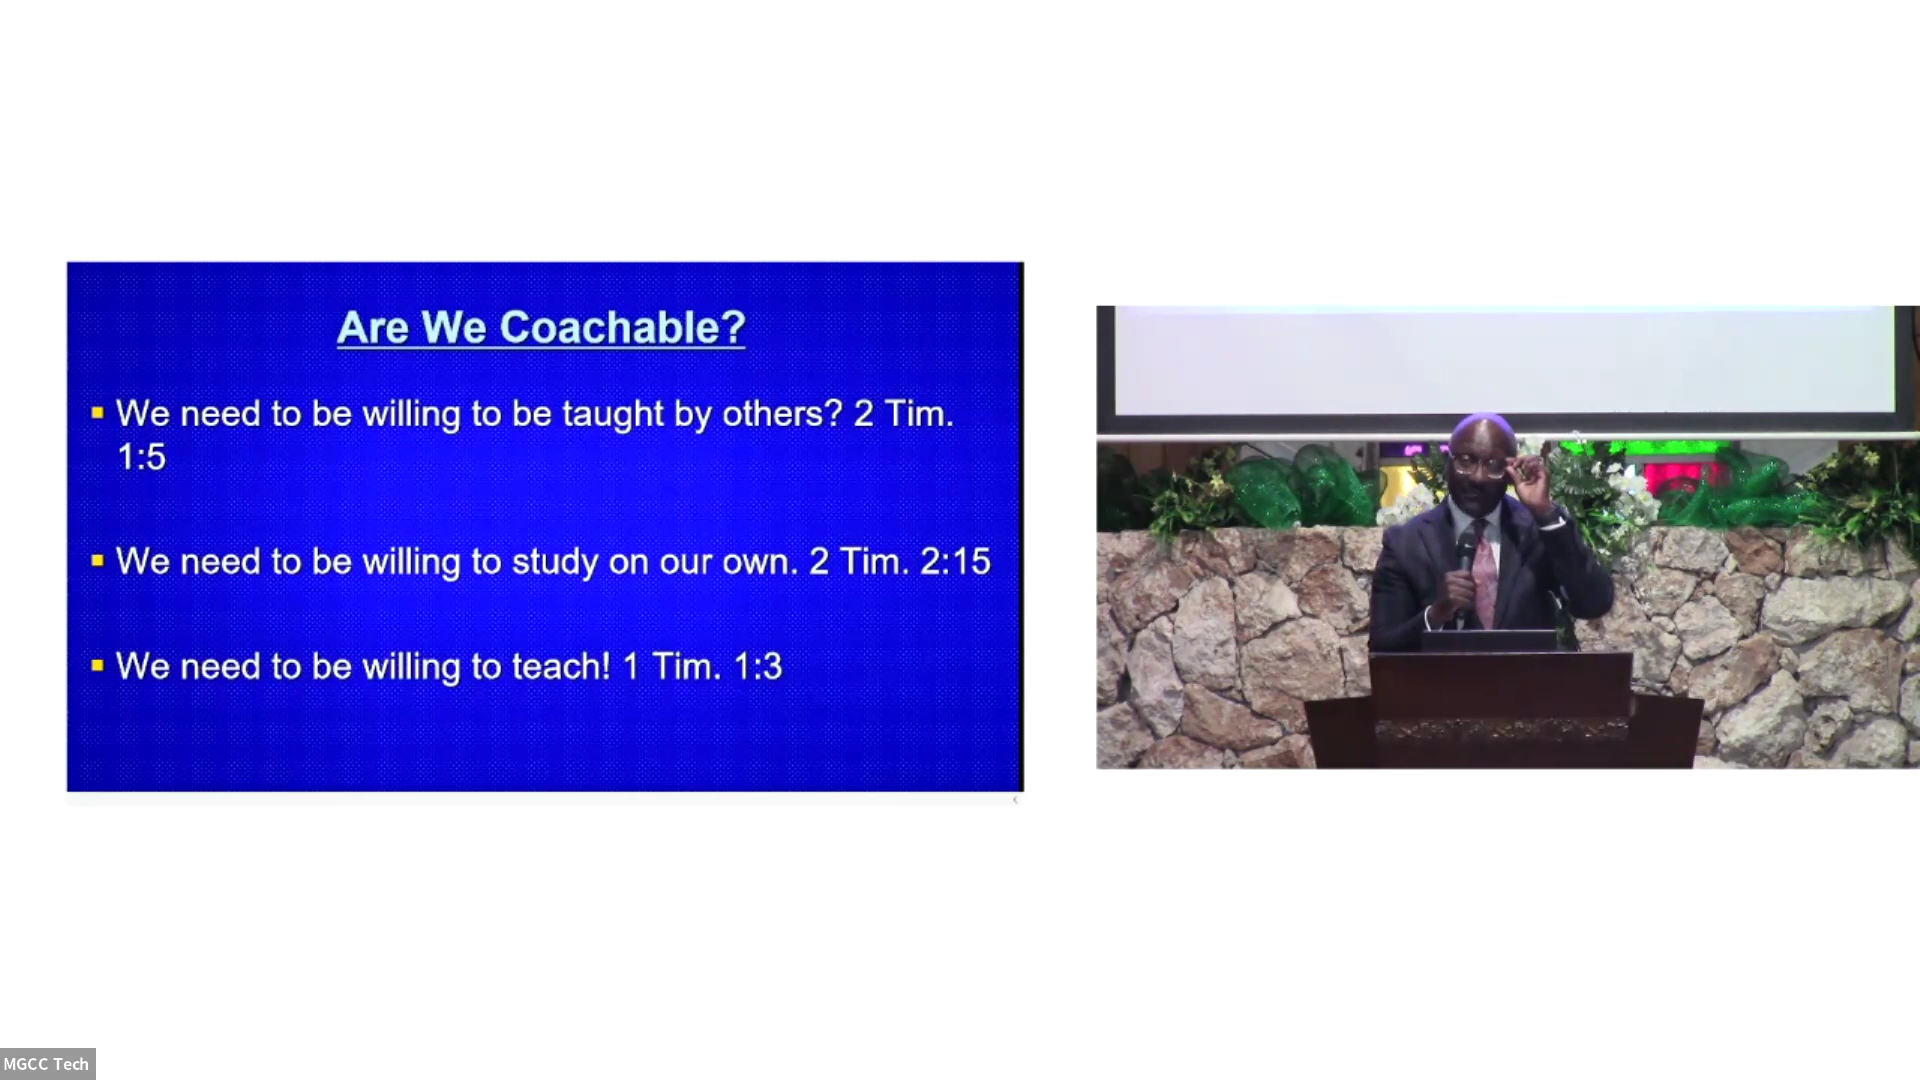 Are We Coachable?
We need to be willing to be taught by others? 2 Tim.
1:5
We need to be willing to study on our own. 2 Tim. 2:15
We need to be willing to teach! 1 Tim. 1:3
MGCC Tech